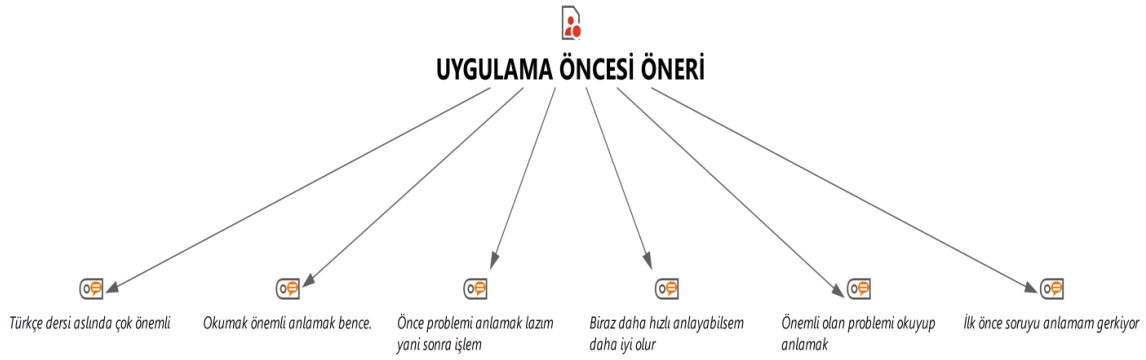 UYGULAMA ÖNCESİ ÖNERİ
Türkçe dersi aslında çok önemli
Okumak önemli anlamak bence.
Önce problemi anlamak lazım
yani sonra işlem
Biraz daha hızlı anlayabilsem
daha iyi olur
Önemli olan problemi okuyup
anlamak
İlk önce soruyu anlamam gerkiyor